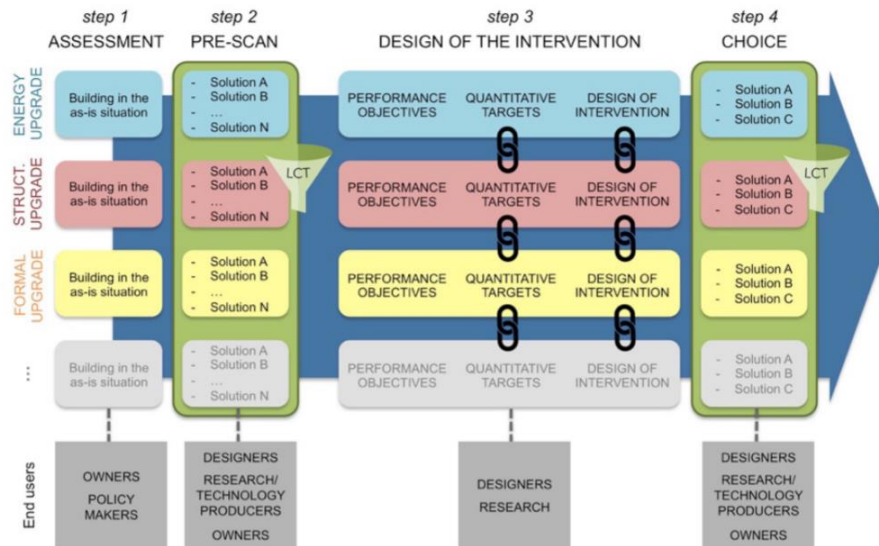 step 1
ASSESSMENT
step 2
PRE-SCAN
step 3
DESIGN OF THE INTERVENTION
step 4
CHOICE
ENERGY
UPGRADE
Building in the
as-is situation
- Solution A
- Solution B
- ...
- Solution N
PERFORMANCE
OBJECTIVES
QUANTITATIVE
TARGETS
DESIGN OF
INTERVENTION
- Solution A
- Solution B
- Solution C
LCT
LCT
STRUCT.
UPGRADE
Building in the
as-is situation
- Solution A
- Solution B
- ...
- Solution N
PERFORMANCE
OBJECTIVES
QUANTITATIVE
TARGETS
DESIGN OF
INTERVENTION
- Solution A
- Solution B
- Solution C
FORMAL
UPGRADE
Building in the
as-is situation
- Solution A
- Solution B
- ...
- Solution N
PERFORMANCE
OBJECTIVES
QUANTITATIVE
TARGETS
DESIGN OF
INTERVENTION
- Solution A
- Solution B
- Solution C
...
Building in the
as-is situation
- Solution A
- Solution B
- ...
- Solution N
PERFORMANCE
OBJECTIVES
QUANTITATIVE
TARGETS
DESIGN OF
INTERVENTION
- Solution A
- Solution B
- Solution C
End users
OWNERS
POLICY
MAKERS
DESIGNERS
RESEARCH/
TECHNOLOGY
PRODUCERS
OWNERS
DESIGNERS
RESEARCH
DESIGNERS
RESEARCH/
TECHNOLOGY
PRODUCERS
OWNERS